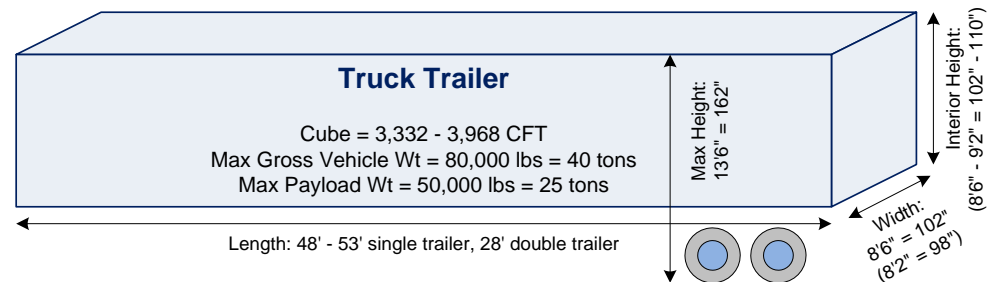 Truck Trailer
Cube = 3,332 - 3,968 CFT
Max Gross Vehicle Wt = 80,000 lbs = 40 tons
Max Payload Wt = 50,000 lbs = 25 tons
Max Height:
13'6" = 162"
Interior Height:
(8'6" - 9'2" = 102" - 110")
Width:
8'6" = 102"
(8'2" = 98")
Length: 48' - 53' single trailer, 28' double trailer